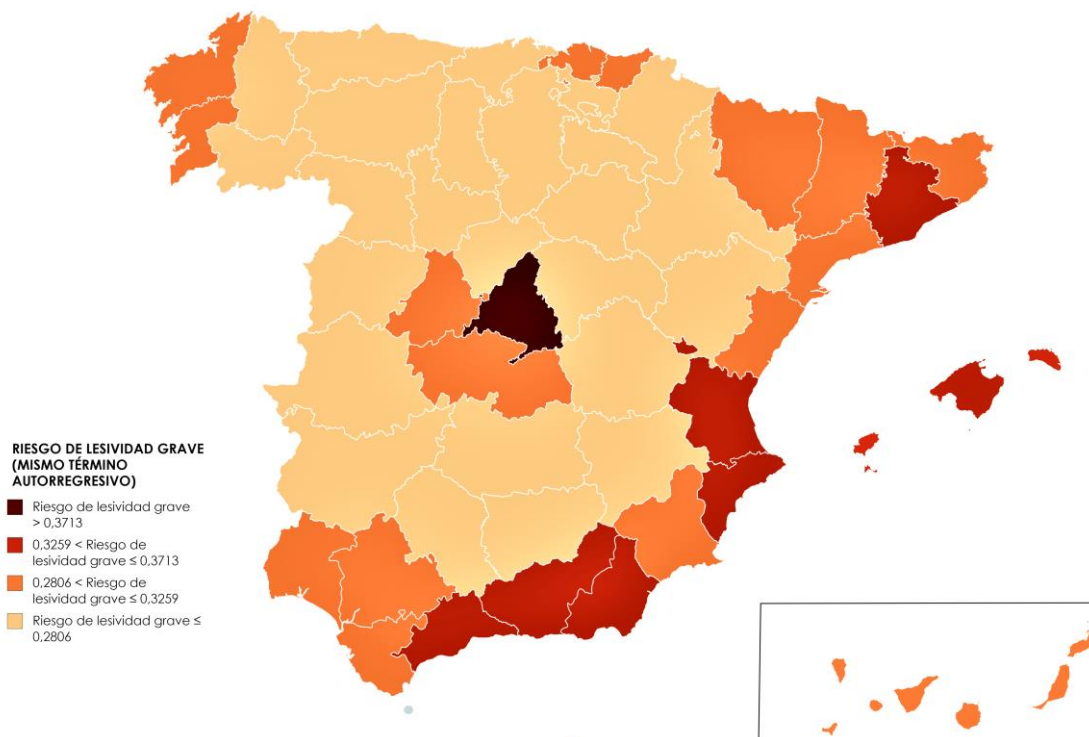 RIESGO DE LESIVIDAD GRAVE
(MISMO TÉRMINO
AUTORREGRESIVO)
Riesgo de lesividad grave
> 0,3713
0,3259 < Riesgo de
lesividad grave ≤ 0,3713
0,2806 < Riesgo de
lesividad grave ≤ 0,3259
Riesgo de lesividad grave ≤
0,2806